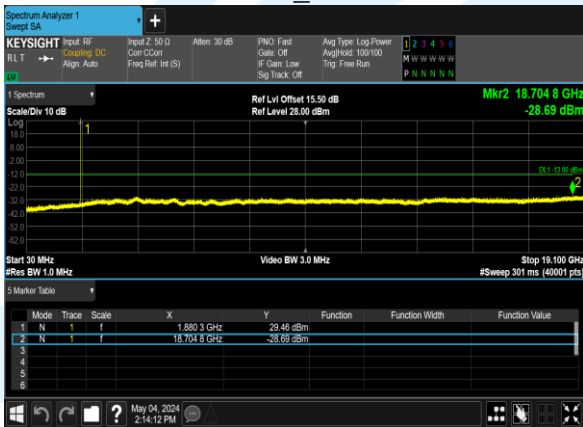 Spectrum Analyzer 1
Swept SA
+
KEYSIGHT Input: RF Input Z: 50 Ω Atten: 30 dB PNO: Fast Avg Type: Log-Power 1 2 3 4 5 6
RLT Coupling: DC Corr CCorr Gate: Off Avg|Hold: 100/100 M W W W W W
Align: Auto Freq Ref: Int (S) IF Gain: Low Trig: Free Run
LV Sig Track: Off P N N N N N
1 Spectrum Ref Lvl Offset 15.50 dB Mkr2 18.704 8 GHz
Scale/Div 10 dB Ref Level 28.00 dBm -28.69 dBm
Log
18.0 1
8.00
-2.00
-12.0 DL1 -13.00 dBm
-22.0 2
-32.0
-42.0
-52.0
-62.0
Start 30 MHz Video BW 3.0 MHz Stop 19.100 GHz
#Res BW 1.0 MHz #Sweep 301 ms (40001 pts)
5 Marker Table
Mode Trace Scale X Y Function Function Width Function Value
1 N 1 f 1.880 3 GHz 29.46 dBm
2 N 1 f 18.704 8 GHz -28.69 dBm
3
4
5
6
? May 04, 2024
2:14:12 PM